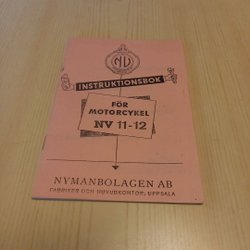 NV
INSTRUKTIONSBOK
FÖR
MOTORCYKEL
NV 11-12
NYMANBOLAGEN AB
FABRIKER OCH HUVUDKONTOR, UPPSALA